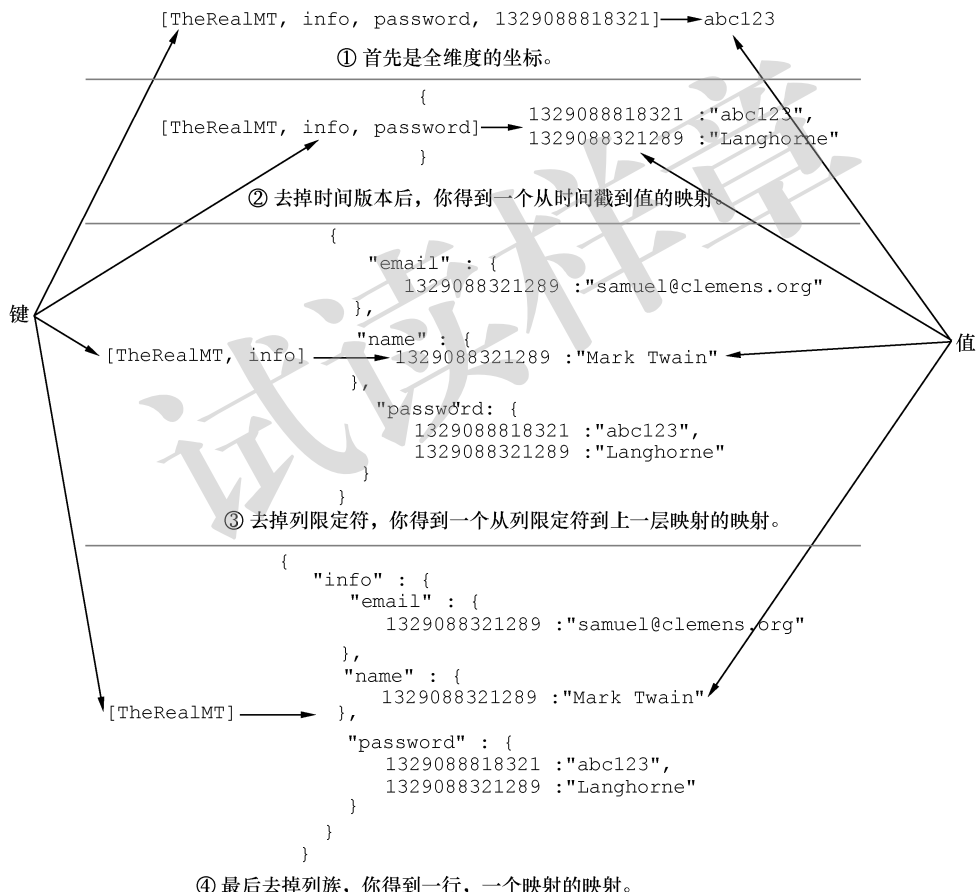 [TheRealMT, info, password, 1329088818321] abc123
① 首先是全维度的坐标。
{
[TheRealMT, info, password]
1329088818321 :"abc123",
1329088321289 :"Langhorne"
}
② 去掉时间版本后，你得到一个从时间戳到值的映射。
{
"email" : {
1329088321289 :"samuel@clemens.org"
},
键
"name" : {
[TheRealMT, info] 1329088321289 :"Mark Twain"
值
},
"password: {
1329088818321 :"abc123",
1329088321289 :"Langhorne"
}
}
③ 去掉列限定符，你得到一个从列限定符到上一层映射的映射。
{
"info" : {
"email" : {
1329088321289 :"samuel@clemens.org"
},
"name" : {
1329088321289 :"Mark Twain"
[TheRealMT] },
"password" : {
1329088818321 :"abc123",
1329088321289 :"Langhorne"
}
}
}
④ 最后去掉列族，你得到一行，一个映射的映射。
试读样章